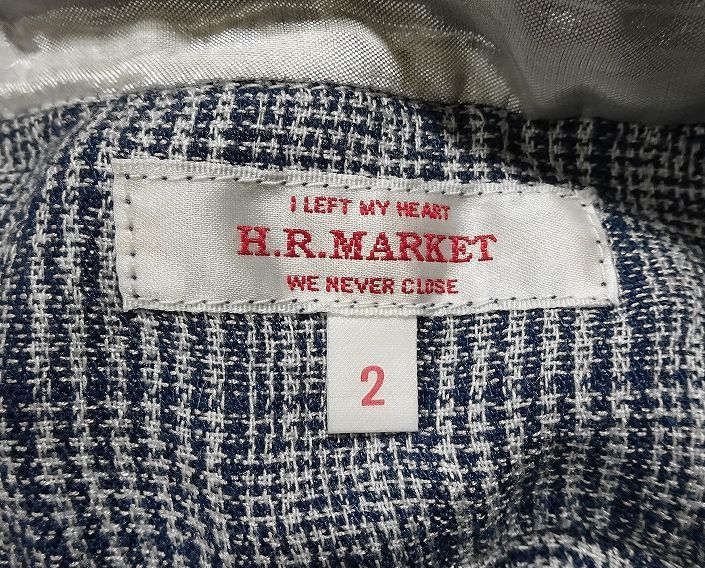 I LEFT MY HEART
H.R.MARKET
WE NEVER CLOSE
2